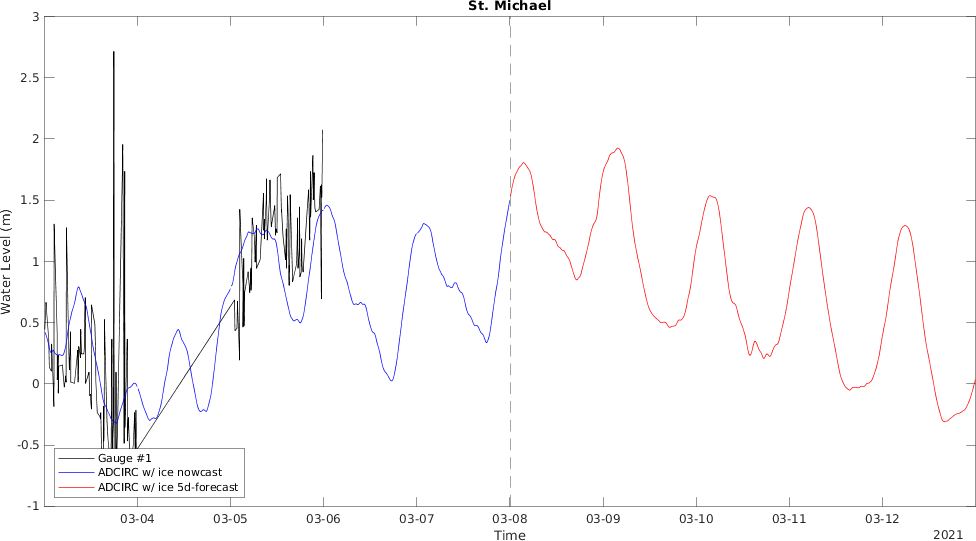 St. Michael
3
2.5
2
1.5
1
0.5
0
-0.5
-1
Water Level (m)
Gauge #1
ADCIRC w/ ice nowcast
ADCIRC w/ ice 5d-forecast
03-04 03-05 03-06 03-07 03-08 03-09 03-10 03-11 03-12
Time
2021